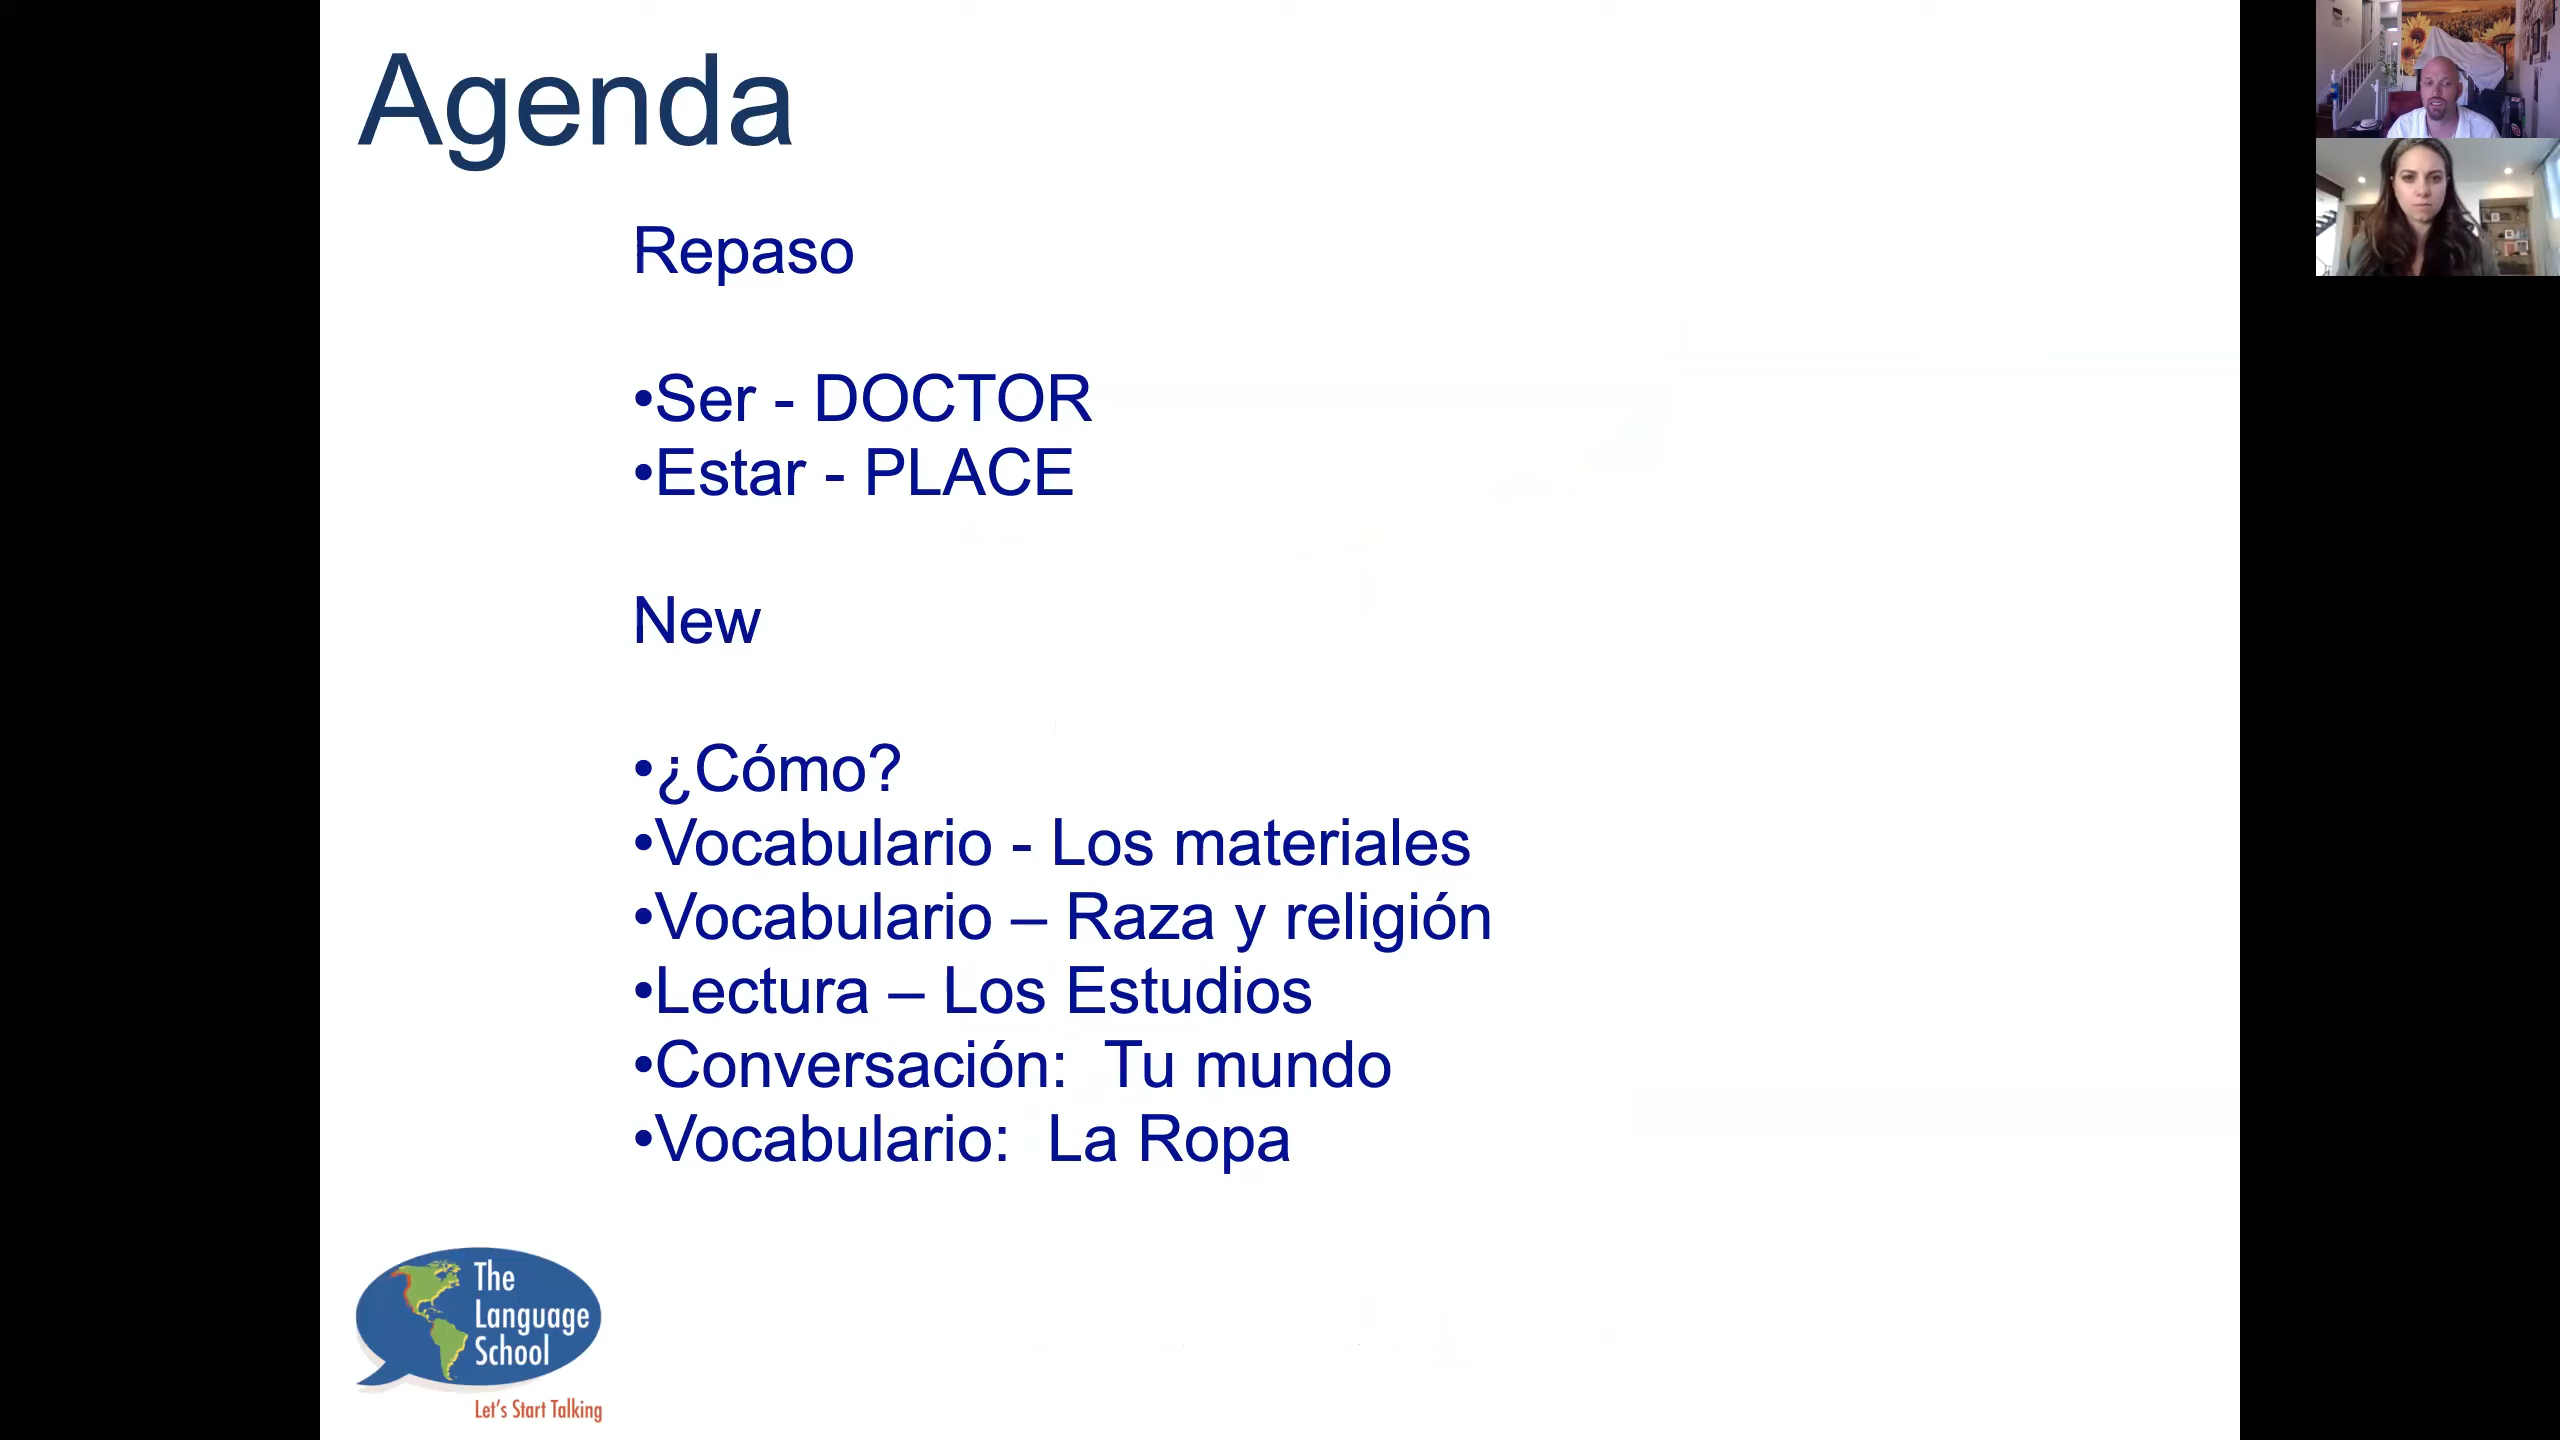 Agenda
Repaso
•Ser - DOCTOR
•Estar - PLACE
New
•¿Cómo?
•Vocabulario - Los materiales
•Vocabulario – Raza y religión
•Lectura – Los Estudios
•Conversación:  Tu mundo
•Vocabulario:  La Ropa
The
Language
School
Let's Start Talking